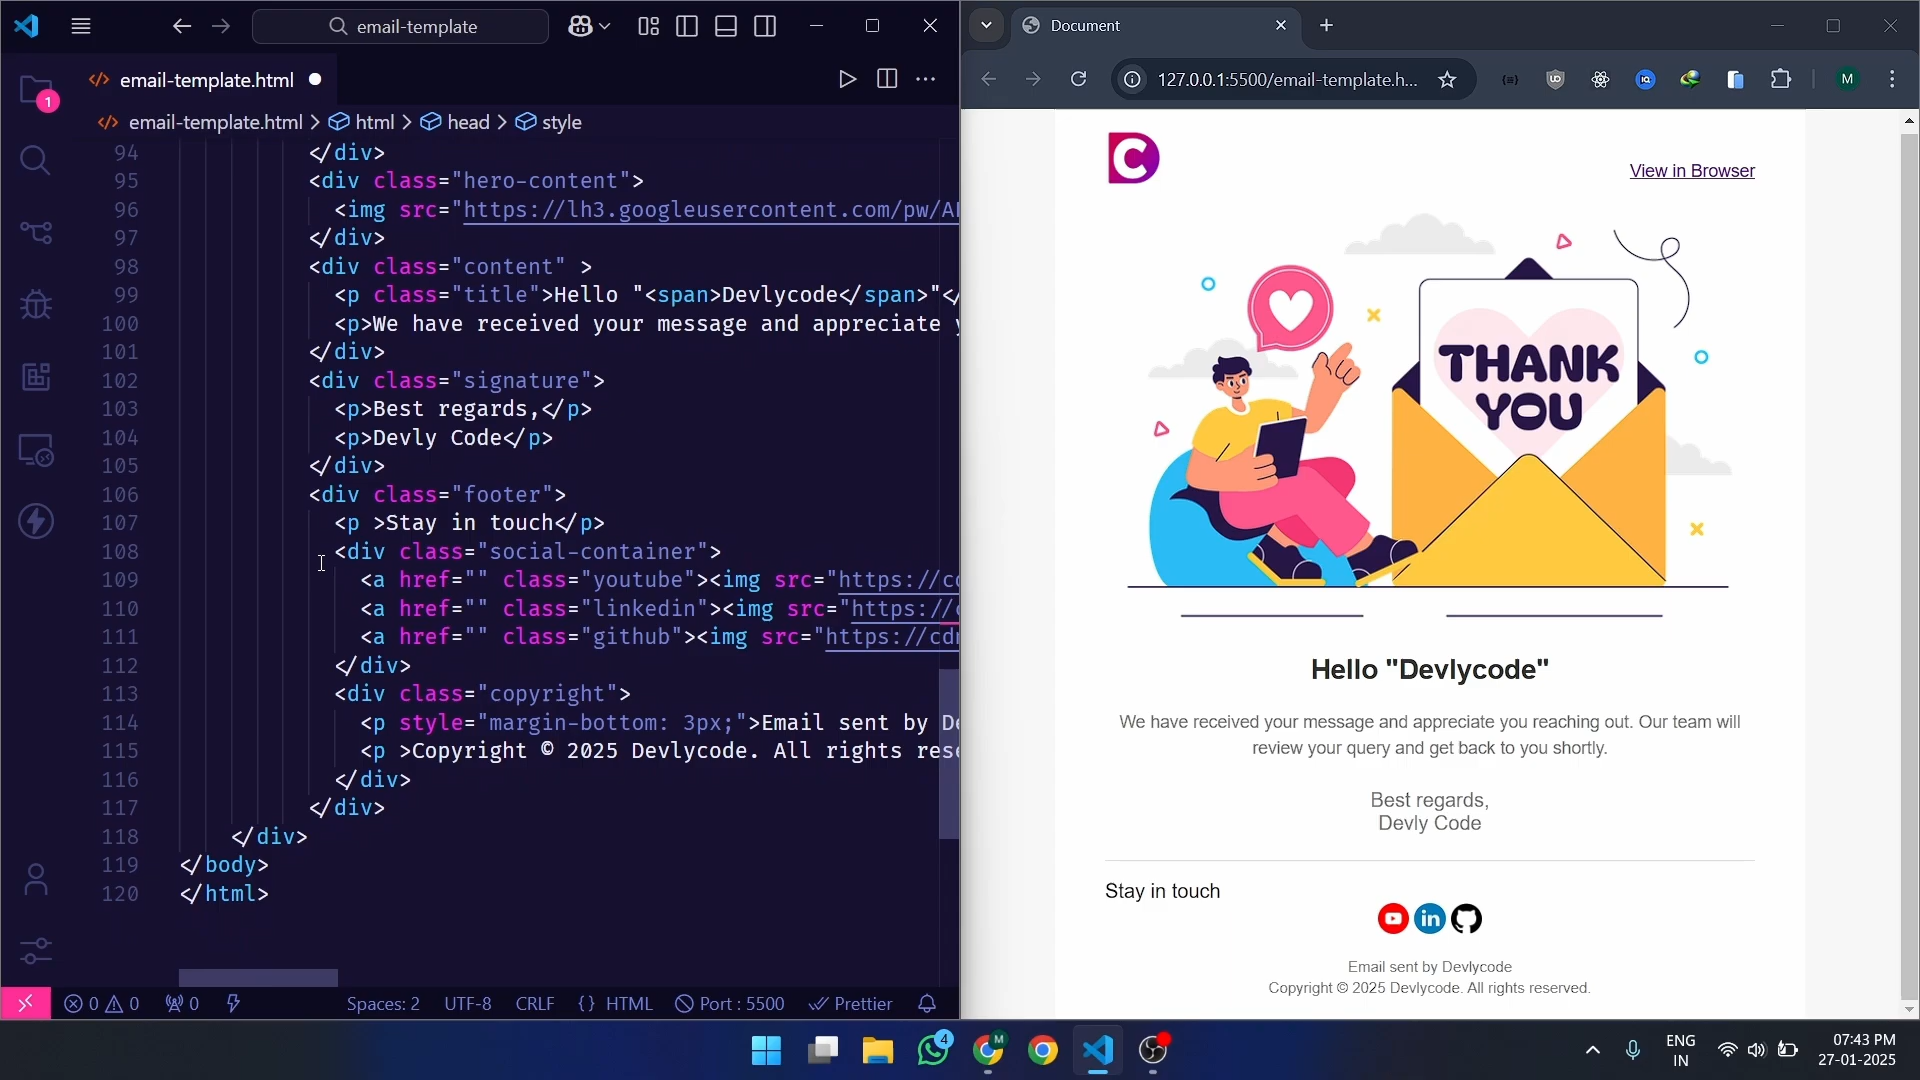 email-template
email-template.html
email-template.html > html > head > style
1
94 </div>
95 <div class="hero-content">
96 <img src="https://lh3.googleusercontent.com/pw/A
97 </div>
98 <div class="content" >
99 <p class="title">Hello "<span>Devlycode</span>"</
100 <p>We have received your message and appreciate
101 </div>
102 <div class="signature">
103 <p>Best regards,</p>
104 <p>Devly Code</p>
105 </div>
106 <div class="footer">
107 <p >Stay in touch</p>
108 <div class="social-container">
109 <a href="" class="youtube"><img src="https://c
110 <a href="" class="linkedin"><img src="https://
111 <a href="" class="github"><img src="https://cd
112 </div>
113 <div class="copyright">
114 <p style="margin-bottom: 3px;">Email sent by D
115 <p >Copyright © 2025 Devlycode. All rights rese
116 </div>
117 </div>
118 </div>
119 </body>
120 </html>
0 0 0 Spaces: 2 UTF-8 CRLF {} HTML Port : 5500 Prettier
Document
127.0.0.1:5500/email-template.h...
M
C
View in Browser
THANK
YOU
Hello "Devlycode"
We have received your message and appreciate you reaching out. Our team will
review your query and get back to you shortly.
Best regards,
Devly Code
Stay in touch
in
Email sent by Devlycode
Copyright © 2025 Devlycode. All rights reserved.
4
M
ENG
IN
07:43 PM
27-01-2025